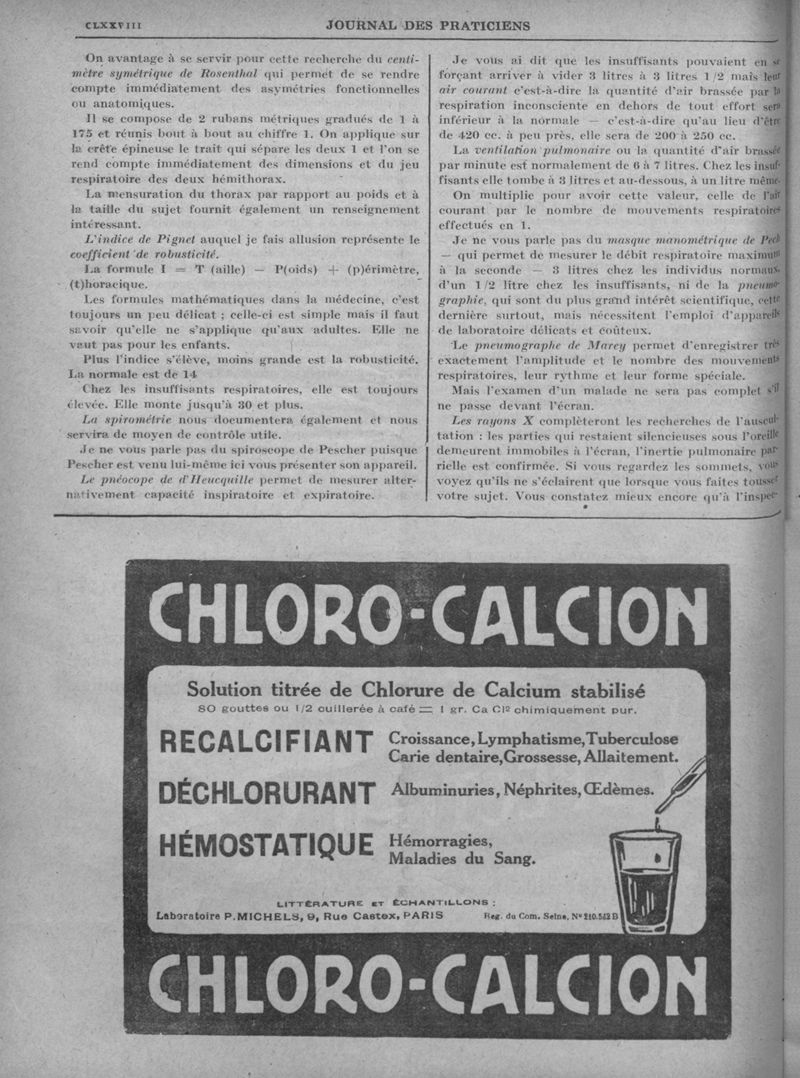 CLXXVIII
JOURNAL DES PRATICIENS
On avantage à se servir pour cette recherche du centi-
mètre symétrique de Rosenthal qui permet de se rendre
compte immédiatement des asymétries fonctionnelles
ou anatomiques.
Il se compose de 2 rubans métriques gradués de 1 à
175 et réunis bout à bout au chiffre 1. On applique sur
la crête épineuse le trait qui sépare les deux 1 et l'on se
rend compte immédiatement des dimensions et du jeu
respiratoire des deux hémithorax.
La mensuration du thorax par rapport au poids et à
la taille du sujet fournit également un renseignement
intéressant.
L'indice de Pignet auquel je fais allusion représente le
coefficient de robusticité.
La formule I = T (aille) — P(oids) + (p)érimètre,
(t)horacique.
Les formules mathématiques dans la médecine, c'est
toujours un peu délicat ; celle-ci est simple mais il faut
savoir qu'elle ne s'applique qu'aux adultes. Elle ne
vaut pas pour les enfants.
Plus l'indice s'élève, moins grande est la robusticité.
La normale est de 14
Chez les insuffisants respiratoires, elle est toujours
élevée. Elle monte jusqu'à 30 et plus.
La spirométrie nous documentera également et nous
servira de moyen de contrôle utile.
Je ne vous parle pas du spiroscope de Pescher puisque
Pescher est venu lui-même ici vous présenter son appareil.
Le pnéocope de d'Heucquille permet de mesurer alter-
nativement capacité inspiratoire et expiratoire.
Je vous ai dit que les insuffisants pouvaient en se
forçant arriver à vider 3 litres à 3 litres 1/2 mais leur
air courant c'est-à-dire la quantité d'air brassée par la
respiration inconsciente en dehors de tout effort sera
inférieur à la normale — c'est-à-dire qu'au lieu d'être
de 420 cc. à peu près, elle sera de 200 à 250 cc.
La ventilation pulmonaire ou la quantité d'air brassée
par minute est normalement de 6 à 7 litres. Chez les insuf-
fisants elle tombe à 3 litres et au-dessous, à un litre même.
On multiplie pour avoir cette valeur, celle de l'air
courant par le nombre de mouvements respiratoires
effectués en 1.
Je ne vous parle pas du masque manométrique de Pech
— qui permet de mesurer le débit respiratoire maximum
à la seconde — 3 litres chez les individus normaux,
d'un 1/2 litre chez les insuffisants, ni de la pneumo-
graphie, qui sont du plus grand intérêt scientifique, cette
dernière surtout, mais nécessitent l'emploi d'appareils
de laboratoire délicats et coûteux.
Le pneumographe de Marey permet d'enregistrer très
exactement l'amplitude et le nombre des mouvements
respiratoires, leur rythme et leur forme spéciale.
Mais l'examen d'un malade ne sera pas complet s'il
ne passe devant l'écran.
Les rayons X complèteront les recherches de l'auscul-
tation : les parties qui restaient silencieuses sous l'oreille
demeurent immobiles à l'écran, l'inertie pulmonaire par-
rielle est confirmée. Si vous regardez les sommets, vous
voyez qu'ils ne s'éclairent que lorsque vous faites tousser
votre sujet. Vous constatez mieux encore qu'à l'inspec-
CHLORO-CALCION
Solution titrée de Chlorure de Calcium stabilisé
80 gouttes ou 1/2 cuillerée à café = 1 gr. Ca Cl² chimiquement pur.
RECALCIFIANT Croissance, Lymphatisme, Tuberculose
Carie dentaire, Grossesse, Allaitement.
DÉCHLORURANT Albuminuries, Néphrites, Œdèmes.
HÉMOSTATIQUE Hémorragies,
Maladies du Sang.
LITTÉRATURE ET ÉCHANTILLONS :
Laboratoire P. MICHELS, 9, Rue Castex, PARIS Reg. du Com. Seine, N° 210.542 B
CHLORO-CALCION